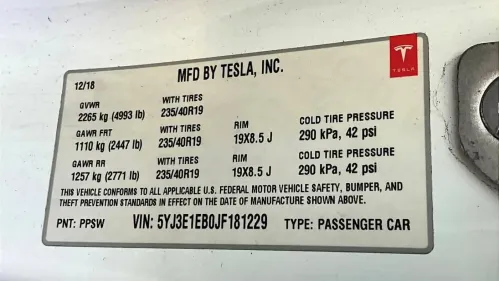 12/18
MFD BY TESLA, INC.
TESLA
GVWR WITH TIRES
2265 kg (4993 lb) 235/40R19
GAWR FRT WITH TIRES RIM COLD TIRE PRESSURE
1110 kg (2447 lb) 235/40R19 19X8.5 J 290 kPa, 42 psi
GAWR RR WITH TIRES RIM COLD TIRE PRESSURE
1257 kg (2771 lb) 235/40R19 19X8.5 J 290 kPa, 42 psi
THIS VEHICLE CONFORMS TO ALL APPLICABLE U.S. FEDERAL MOTOR VEHICLE SAFETY, BUMPER, AND
THEFT PREVENTION STANDARDS IN EFFECT ON THE DATE OF MANUFACTURE SHOWN ABOVE.
PNT: PPSW VIN: 5YJ3E1EB0JF181229 TYPE: PASSENGER CAR